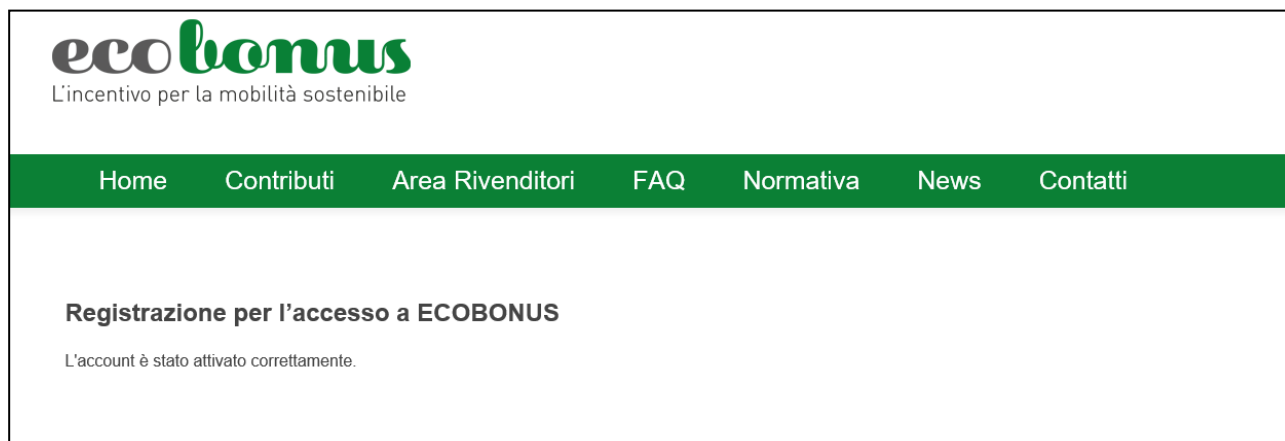 ecobonus
L'incentivo per la mobilità sostenibile
Home Contributi Area Rivenditori FAQ Normativa News Contatti
Registrazione per l’accesso a ECOBONUS
L'account è stato attivato correttamente.